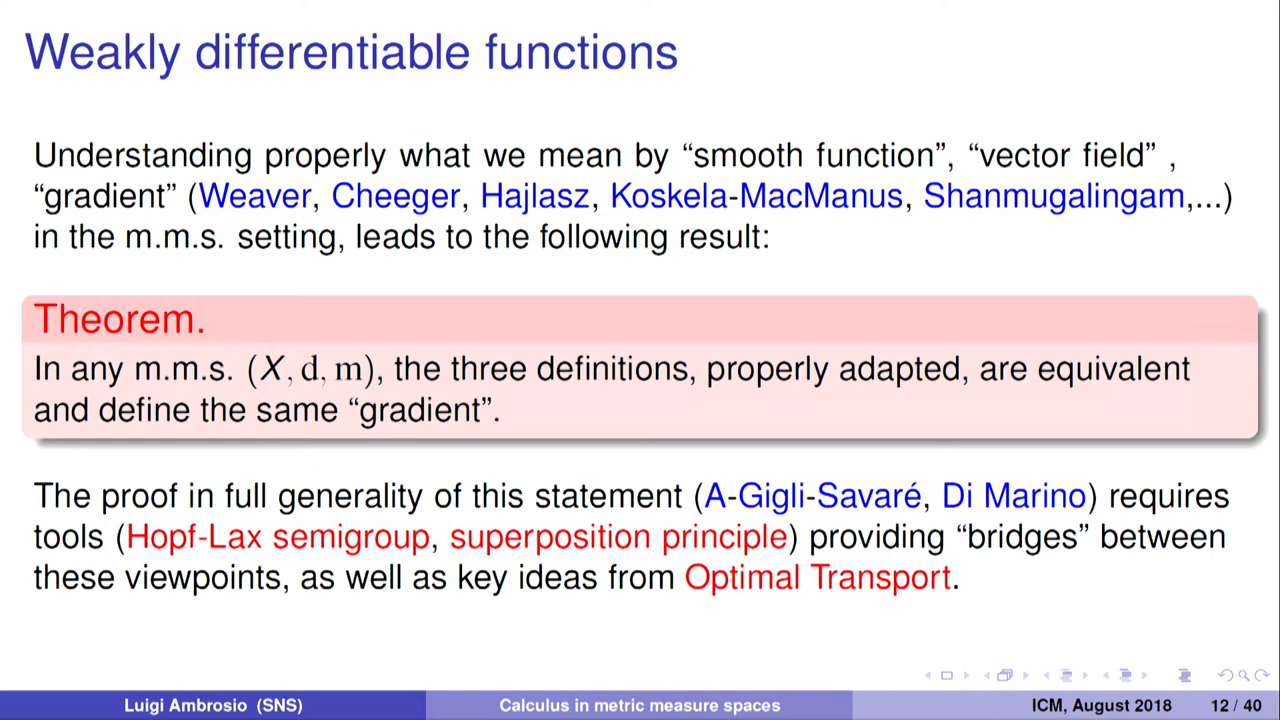 Weakly differentiable functions
Understanding properly what we mean by “smooth function”, “vector field” ,
“gradient” (Weaver, Cheeger, Hajlasz, Koskela-MacManus, Shanmugalingam,...)
in the m.m.s. setting, leads to the following result:
Theorem.
In any m.m.s. (X, d, m), the three definitions, properly adapted, are equivalent
and define the same “gradient”.
The proof in full generality of this statement (A-Gigli-Savaré, Di Marino) requires
tools (Hopf-Lax semigroup, superposition principle) providing “bridges” between
these viewpoints, as well as key ideas from Optimal Transport.
Luigi Ambrosio (SNS) Calculus in metric measure spaces ICM, August 2018 12 / 40